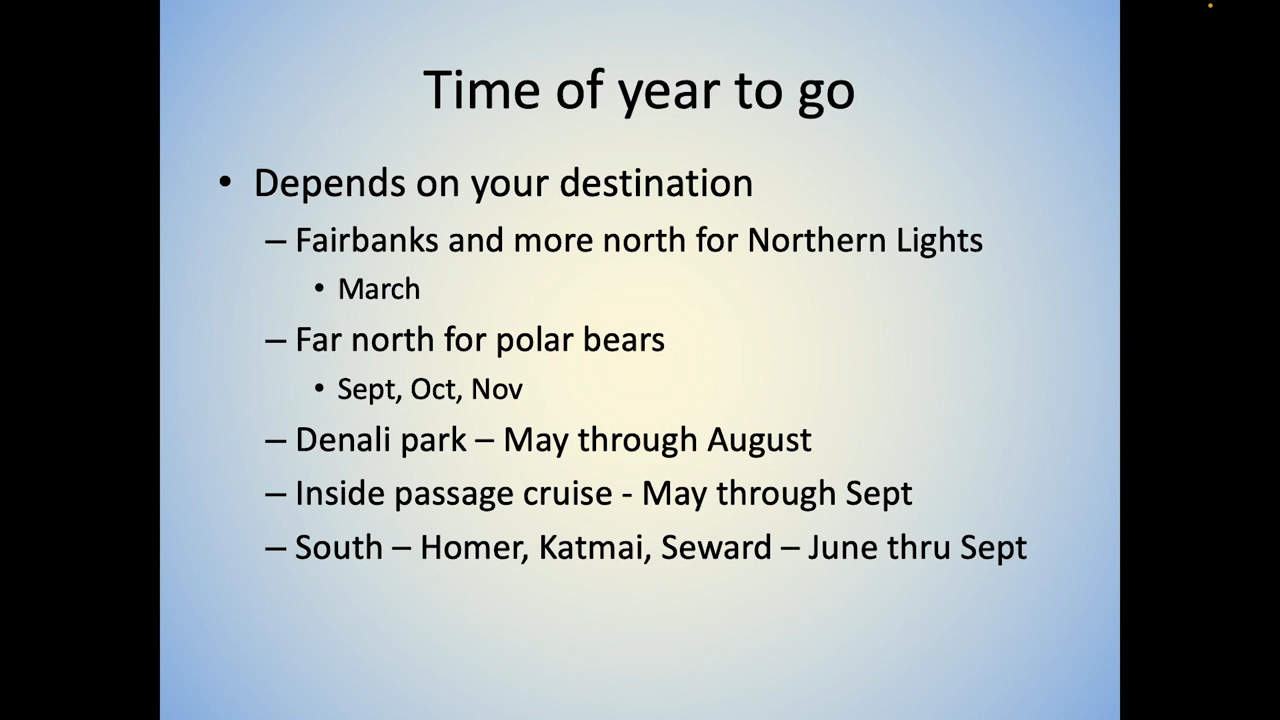 Time of year to go
• Depends on your destination
– Fairbanks and more north for Northern Lights
• March
– Far north for polar bears
• Sept, Oct, Nov
– Denali park – May through August
– Inside passage cruise - May through Sept
– South – Homer, Katmai, Seward – June thru Sept